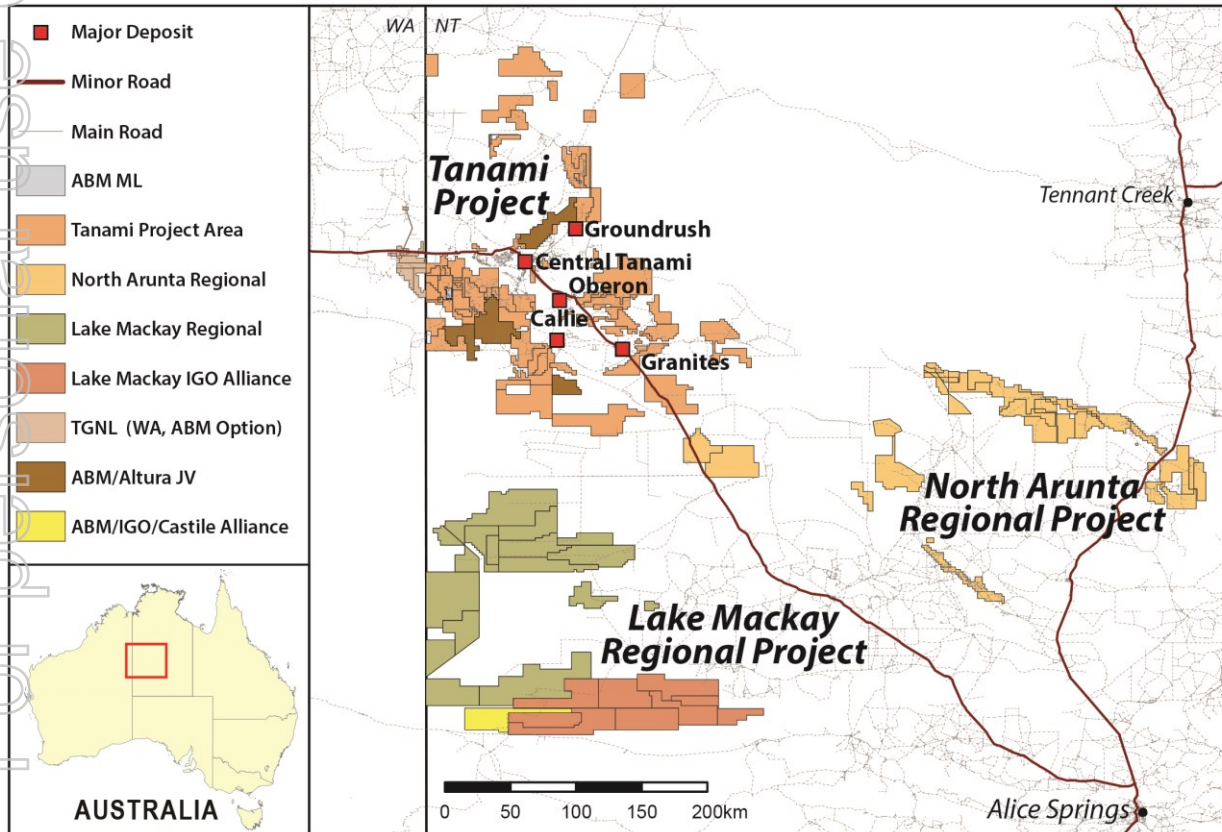 Major Deposit
Minor Road
Main Road
ABM ML
Tanami Project Area
North Arunta Regional
Lake Mackay Regional
Lake Mackay IGO Alliance
TGNL (WA, ABM Option)
ABM/Altura JV
ABM/IGO/Castile Alliance
AUSTRALIA
WA NT
Tanami
Project
Tennant Creek
Groundrush
Central Tanami
Oberon
Callie
Granites
North Arunta
Regional Project
Lake Mackay
Regional Project
0 50 100 150 200km
Alice Springs